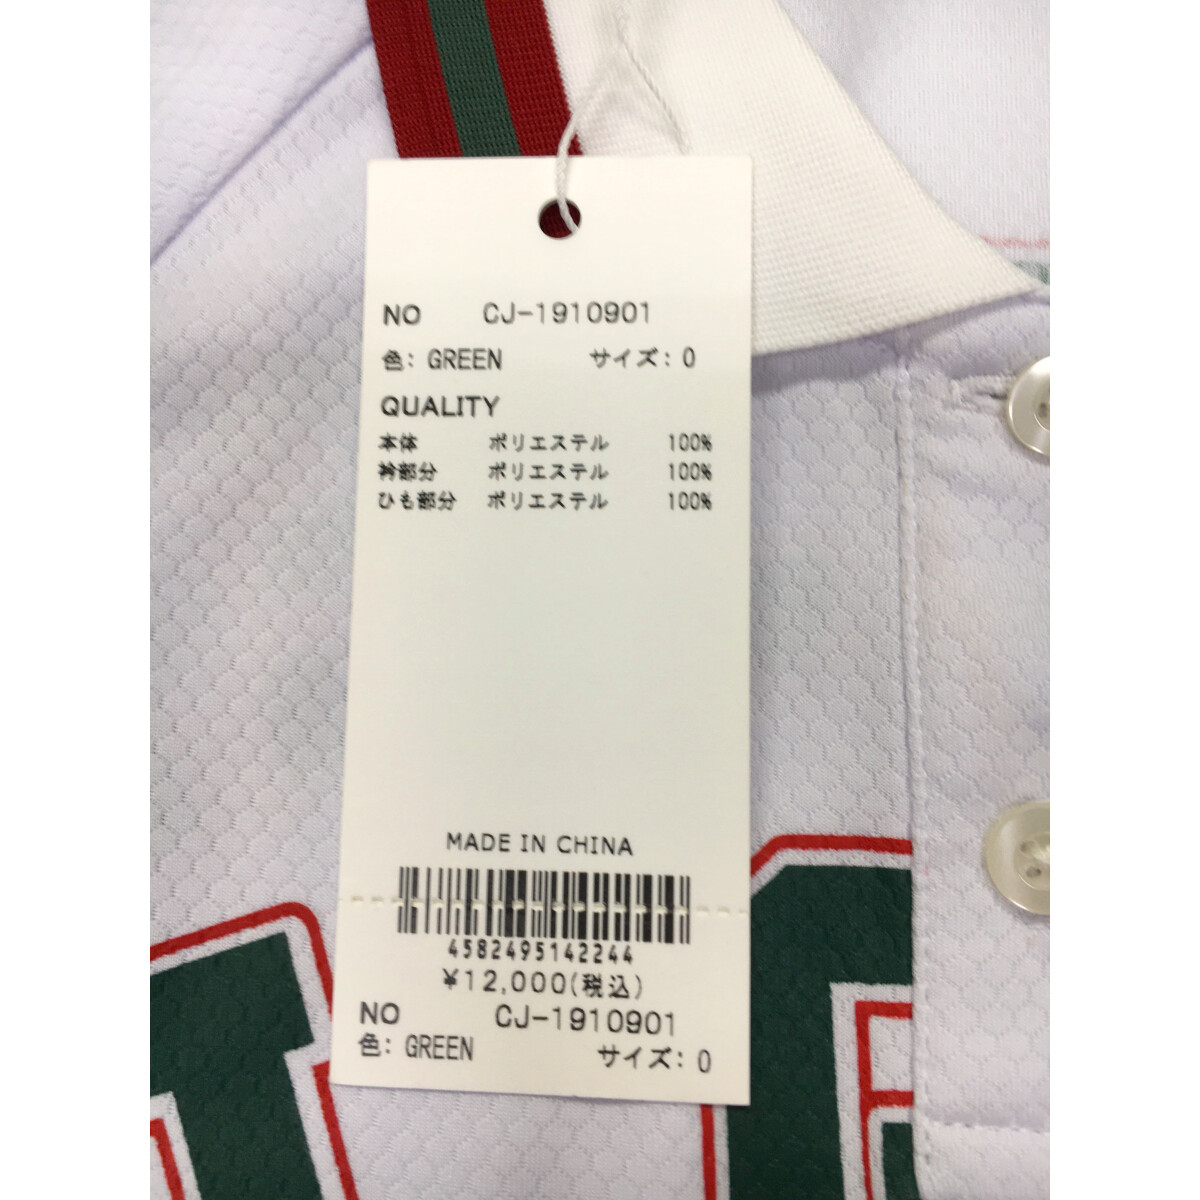 NO CJ-1910901
色: GREEN サイズ: 0
QUALITY
本体 ポリエステル 100%
衿部分 ポリエステル 100%
ひも部分 ポリエステル 100%
MADE IN CHINA
4582495142244
¥12,000(税込)
NO CJ-1910901
色: GREEN サイズ: 0